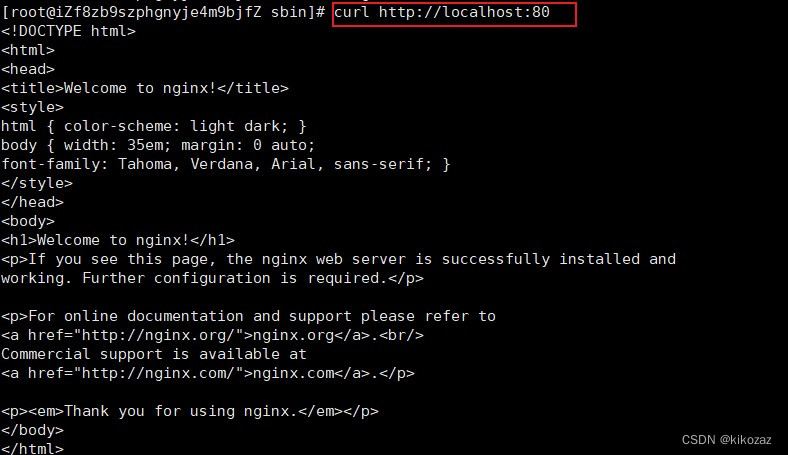 [root@iZf8zb9szphgnyje4m9bjfZ sbin]# curl http://localhost:80
<!DOCTYPE html>
<html>
<head>
<title>Welcome to nginx!</title>
<style>
html { color-scheme: light dark; }
body { width: 35em; margin: 0 auto;
font-family: Tahoma, Verdana, Arial, sans-serif; }
</style>
</head>
<body>
<h1>Welcome to nginx!</h1>
<p>If you see this page, the nginx web server is successfully installed and
working. Further configuration is required.</p>
<p>For online documentation and support please refer to
<a href="http://nginx.org/">nginx.org</a>.<br/>
Commercial support is available at
<a href="http://nginx.com/">nginx.com</a>.</p>
<p><em>Thank you for using nginx.</em></p>
</body>
</html>
CSDN @kikozaz